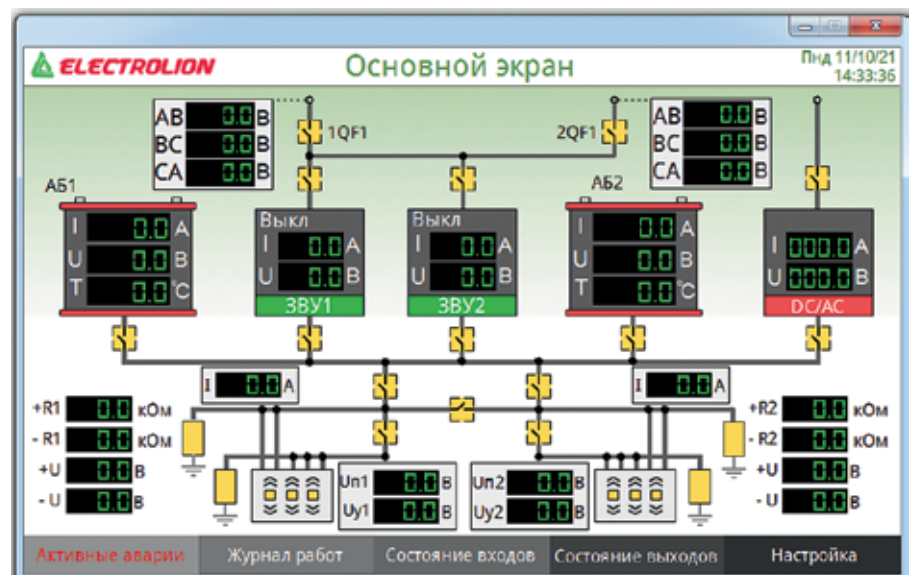 ELECTROLION
Основной экран
Пнд 11/10/21
14:33:36
AB 0.0 В
BC 0.0 В
CA 0.0 В
1QF1
2QF1
AB 0.0 В
BC 0.0 В
CA 0.0 В
АБ1
I 0.0 А
U 0.0 В
T 0.0 °C
Выкл
I 0.0 А
U 0.0 В
ЗВУ1
Выкл
I 0.0 А
U 0.0 В
ЗВУ2
АБ2
I 0.0 А
U 0.0 В
T 0.0 °C
I 000.0 А
U 000.0 В
DC/AC
I 0.0 А
I 0.0 А
+R1 0.0 кОм
- R1 0.0 кОм
+U 0.0 В
- U 0.0 В
Uп1 0.0 В
Uу1 0.0 В
Uп2 0.0 В
Uу2 0.0 В
+R2 0.0 кОм
- R2 0.0 кОм
+U 0.0 В
- U 0.0 В
Активные аварии
Журнал работ
Состояние входов
Состояние выходов
Настройка